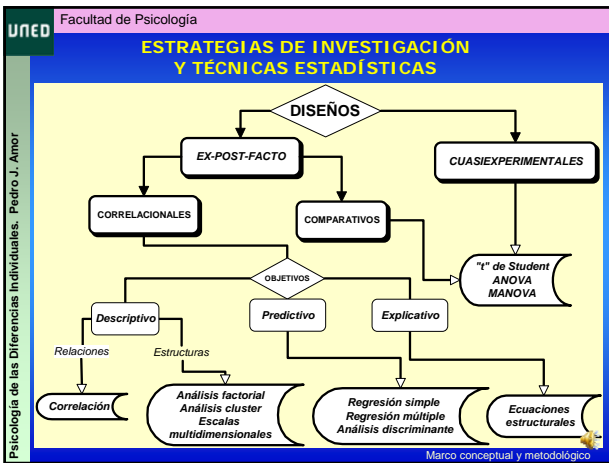 UNED
Facultad de Psicología
Psicología de las Diferencias Individuales. Pedro J. Amor
ESTRATEGIAS DE INVESTIGACIÓN
Y TÉCNICAS ESTADÍSTICAS
DISEÑOS
EX-POST-FACTO
CUASIEXPERIMENTALES
CORRELACIONALES
COMPARATIVOS
"t" de Student
ANOVA
MANOVA
OBJETIVOS
Descriptivo
Predictivo
Explicativo
Relaciones
Estructuras
Correlación
Análisis factorial
Análisis cluster
Escalas
multidimensionales
Regresión simple
Regresión múltiple
Análisis discriminante
Ecuaciones
estructurales
Marco conceptual y metodológico